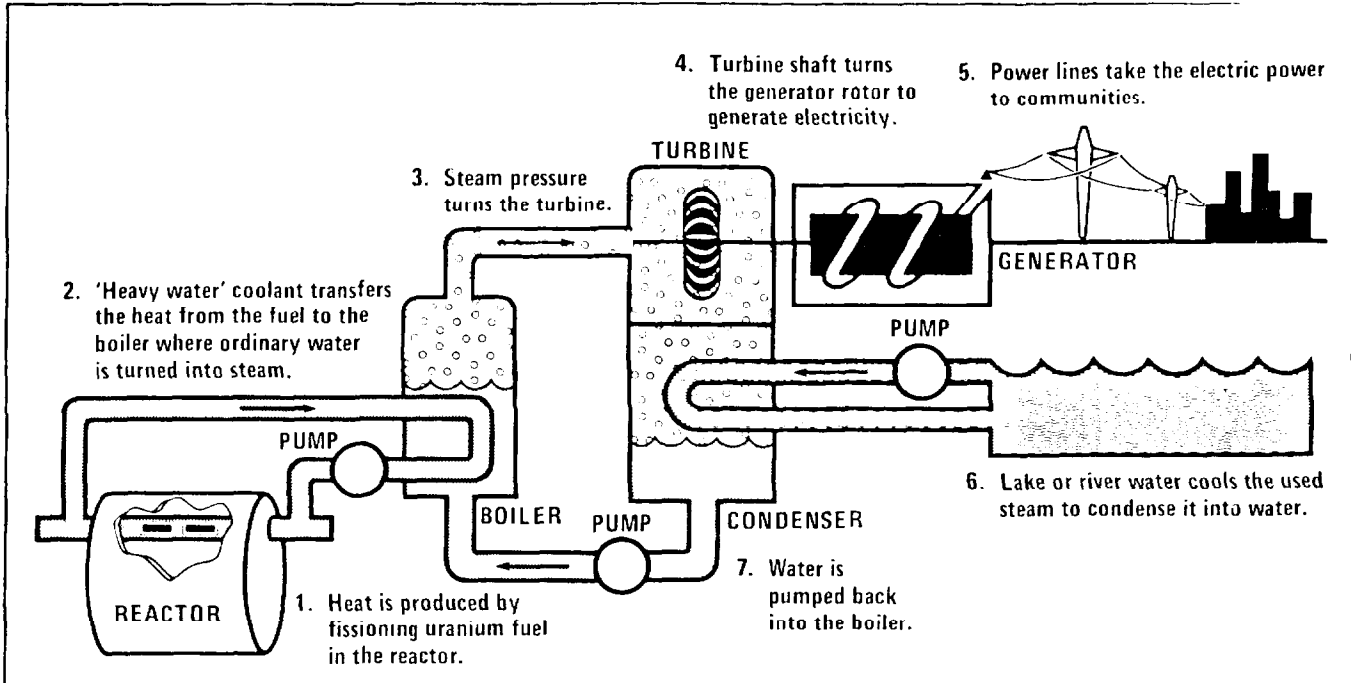 4. Turbine shaft turns
the generator rotor to
generate electricity.
5. Power lines take the electric power
to communities.
TURBINE
3. Steam pressure
turns the turbine.
GENERATOR
2. 'Heavy water' coolant transfers
the heat from the fuel to the
boiler where ordinary water
is turned into steam.
PUMP
PUMP
6. Lake or river water cools the used
steam to condense it into water.
BOILER
PUMP
CONDENSER
7. Water is
pumped back
into the boiler.
REACTOR
1. Heat is produced by
fissioning uranium fuel
in the reactor.